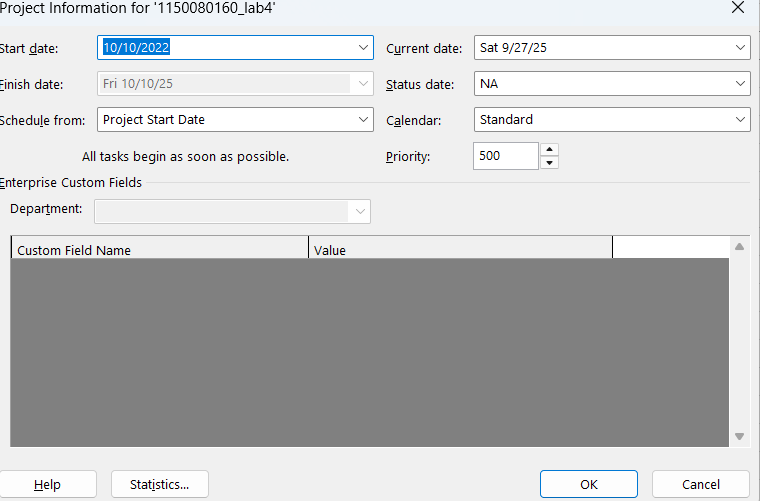 Project Information for '1150080160_lab4'
Start date: 10/10/2022 Current date: Sat 9/27/25
Finish date: Fri 10/10/25 Status date: NA
Schedule from: Project Start Date Calendar: Standard
All tasks begin as soon as possible. Priority: 500
Enterprise Custom Fields
Department:
Custom Field Name Value
Help Statistics... OK Cancel